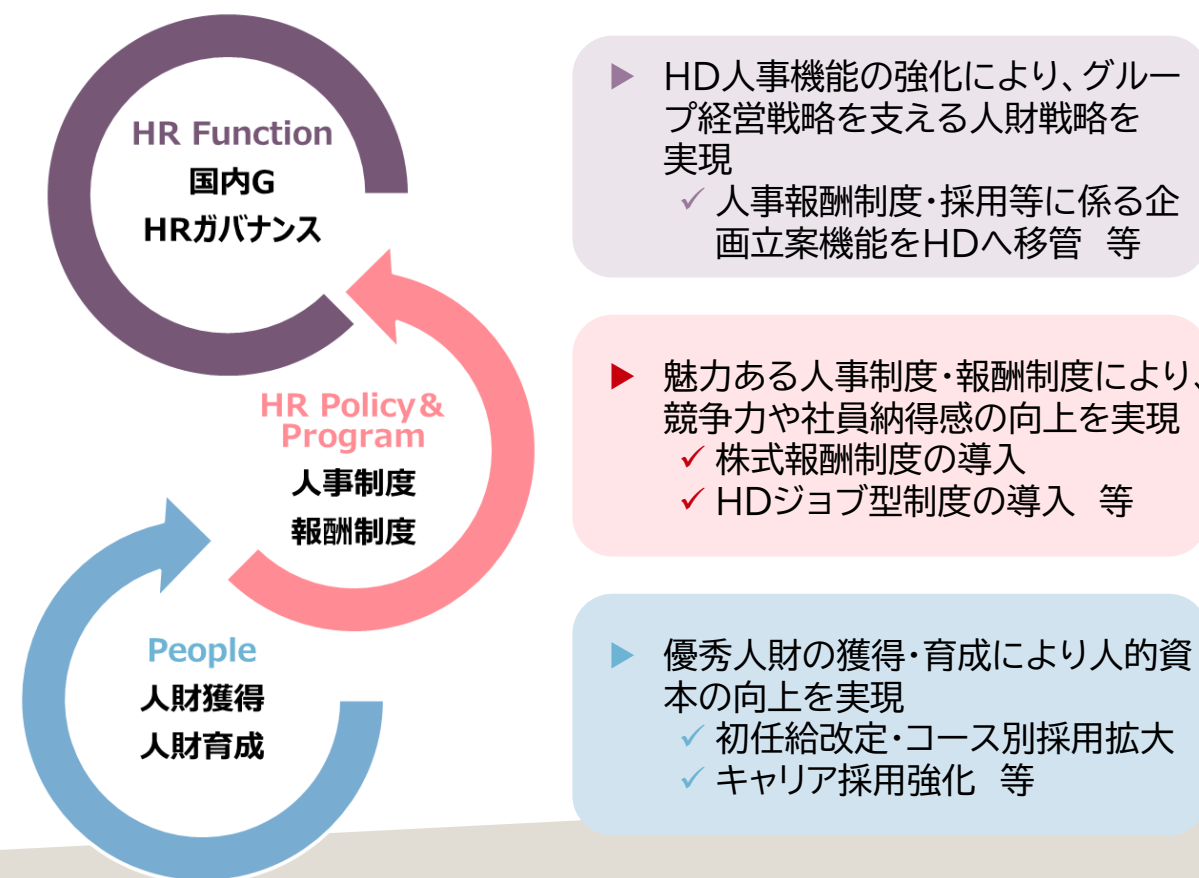 HR Function
国内G
HRガバナンス
▶ HD人事機能の強化により、グルー
プ経営戦略を支える人財戦略を
実現
✓ 人事報酬制度・採用等に係る企
画立案機能をHDへ移管 等
HR Policy&
Program
人事制度
報酬制度
▶ 魅力ある人事制度・報酬制度により、
競争力や社員納得感の向上を実現
✓ 株式報酬制度の導入
✓ HDジョブ型制度の導入 等
People
人財獲得
人財育成
▶ 優秀人財の獲得・育成により人的資
本の向上を実現
✓ 初任給改定・コース別採用拡大
✓ キャリア採用強化 等